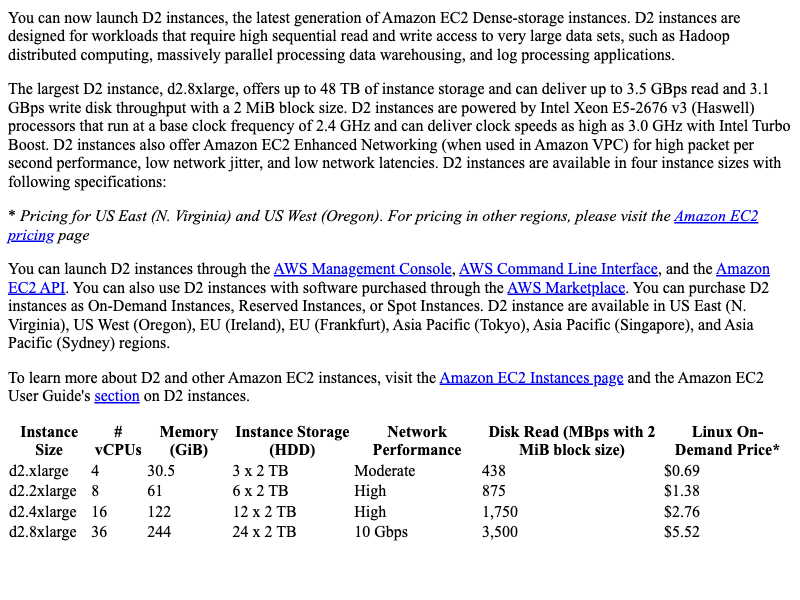 You can now launch D2 instances, the latest generation of Amazon EC2 Dense-storage instances. D2 instances are
designed for workloads that require high sequential read and write access to very large data sets, such as Hadoop
distributed computing, massively parallel processing data warehousing, and log processing applications.
The largest D2 instance, d2.8xlarge, offers up to 48 TB of instance storage and can deliver up to 3.5 GBps read and 3.1
GBps write disk throughput with a 2 MiB block size. D2 instances are powered by Intel Xeon E5-2676 v3 (Haswell)
processors that run at a base clock frequency of 2.4 GHz and can deliver clock speeds as high as 3.0 GHz with Intel Turbo
Boost. D2 instances also offer Amazon EC2 Enhanced Networking (when used in Amazon VPC) for high packet per
second performance, low network jitter, and low network latencies. D2 instances are available in four instance sizes with
following specifications:
* Pricing for US East (N. Virginia) and US West (Oregon). For pricing in other regions, please visit the Amazon EC2
pricing page
You can launch D2 instances through the AWS Management Console, AWS Command Line Interface, and the Amazon
EC2 API. You can also use D2 instances with software purchased through the AWS Marketplace. You can purchase D2
instances as On-Demand Instances, Reserved Instances, or Spot Instances. D2 instance are available in US East (N.
Virginia), US West (Oregon), EU (Ireland), EU (Frankfurt), Asia Pacific (Tokyo), Asia Pacific (Singapore), and Asia
Pacific (Sydney) regions.
To learn more about D2 and other Amazon EC2 instances, visit the Amazon EC2 Instances page and the Amazon EC2
User Guide's section on D2 instances.
Instance # Memory Instance Storage Network Disk Read (MBps with 2 Linux On-
Size vCPUs (GiB) (HDD) Performance MiB block size) Demand Price*
d2.xlarge 4 30.5 3 x 2 TB Moderate 438 $0.69
d2.2xlarge 8 61 6 x 2 TB High 875 $1.38
d2.4xlarge 16 122 12 x 2 TB High 1,750 $2.76
d2.8xlarge 36 244 24 x 2 TB 10 Gbps 3,500 $5.52